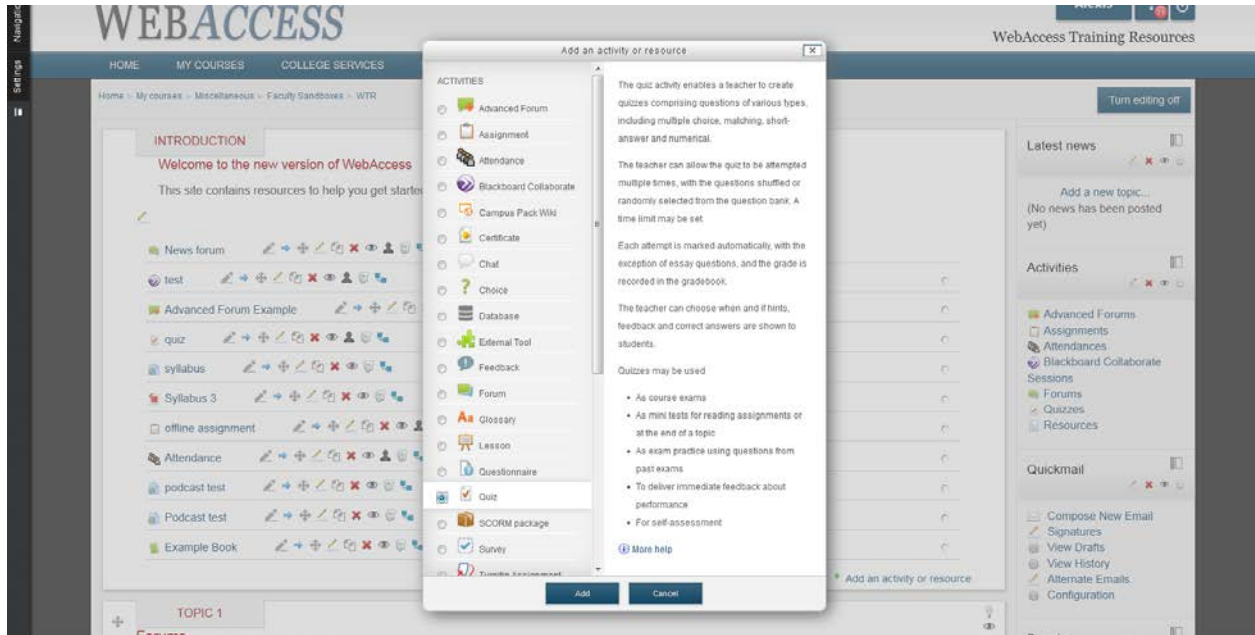 Navigatio
Settings
WEBACCESS
Alexis
WebAccess Training Resources
HOME MY COURSES COLLEGE SERVICES
Home Mycourses Miscellaneous Faculty Sandboxes WTR
Turn editing off
INTRODUCTION
Welcome to the new version of WebAccess
This site contains resources to help you get started
News forum
test
Advanced Forum Example
quiz
syllabus
Syllabus 3
offline assignment
Attendance
podcast test
Podcast test
Example Book
Add an activity or resource
TOPIC 1
Forums
Add an activity or resource
ACTIVITIES
Advanced Forum
Assignment
Attendance
Blackboard Collaborate
Campus Pack Wiki
Certificate
Chat
Choice
Database
External Tool
Feedback
Forum
Glossary
Lesson
Questionnaire
Quiz
SCORM package
Survey
Turnitin Assignment
The quiz activity enables a teacher to create
quizzes comprising questions of various types,
including multiple choice, matching, short-
answer and numerical.
The teacher can allow the quiz to be attempted
multiple times, with the questions shuffled or
randomly selected from the question bank. A
time limit may be set.
Each attempt is marked automatically, with the
exception of essay questions, and the grade is
recorded in the gradebook.
The teacher can choose when and if hints,
feedback and correct answers are shown to
students.
Quizzes may be used
• As course exams
• As mini tests for reading assignments or
at the end of a topic
• As exam practice using questions from
past exams
• To deliver immediate feedback about
performance
• For self-assessment
More help
Add Cancel
Latest news
Add a new topic...
(No news has been posted
yet)
Activities
Advanced Forums
Assignments
Attendances
Blackboard Collaborate
Sessions
Forums
Quizzes
Resources
Quickmail
Compose New Email
Signatures
View Drafts
View History
Alternate Emails
Configuration